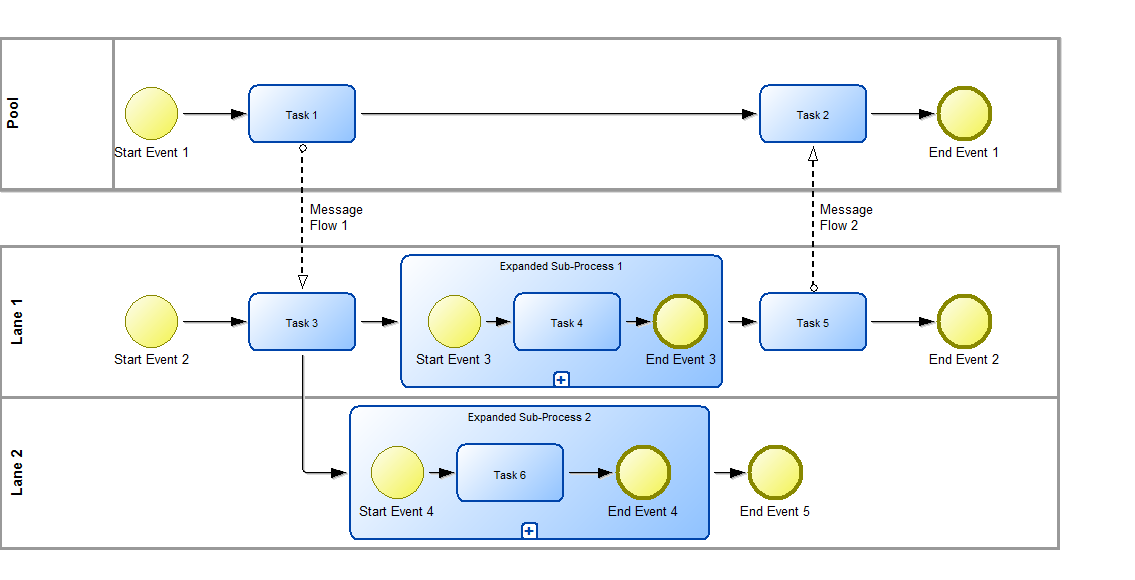 Pool
Task 1
Task 2
Start Event 1
End Event 1
Message
Flow 1
Message
Flow 2
Lane 1
Expanded Sub-Process 1
Task 3
Task 4
Task 5
Start Event 2
Start Event 3
End Event 3
End Event 2
Lane 2
Expanded Sub-Process 2
Task 6
Start Event 4
End Event 4
End Event 5